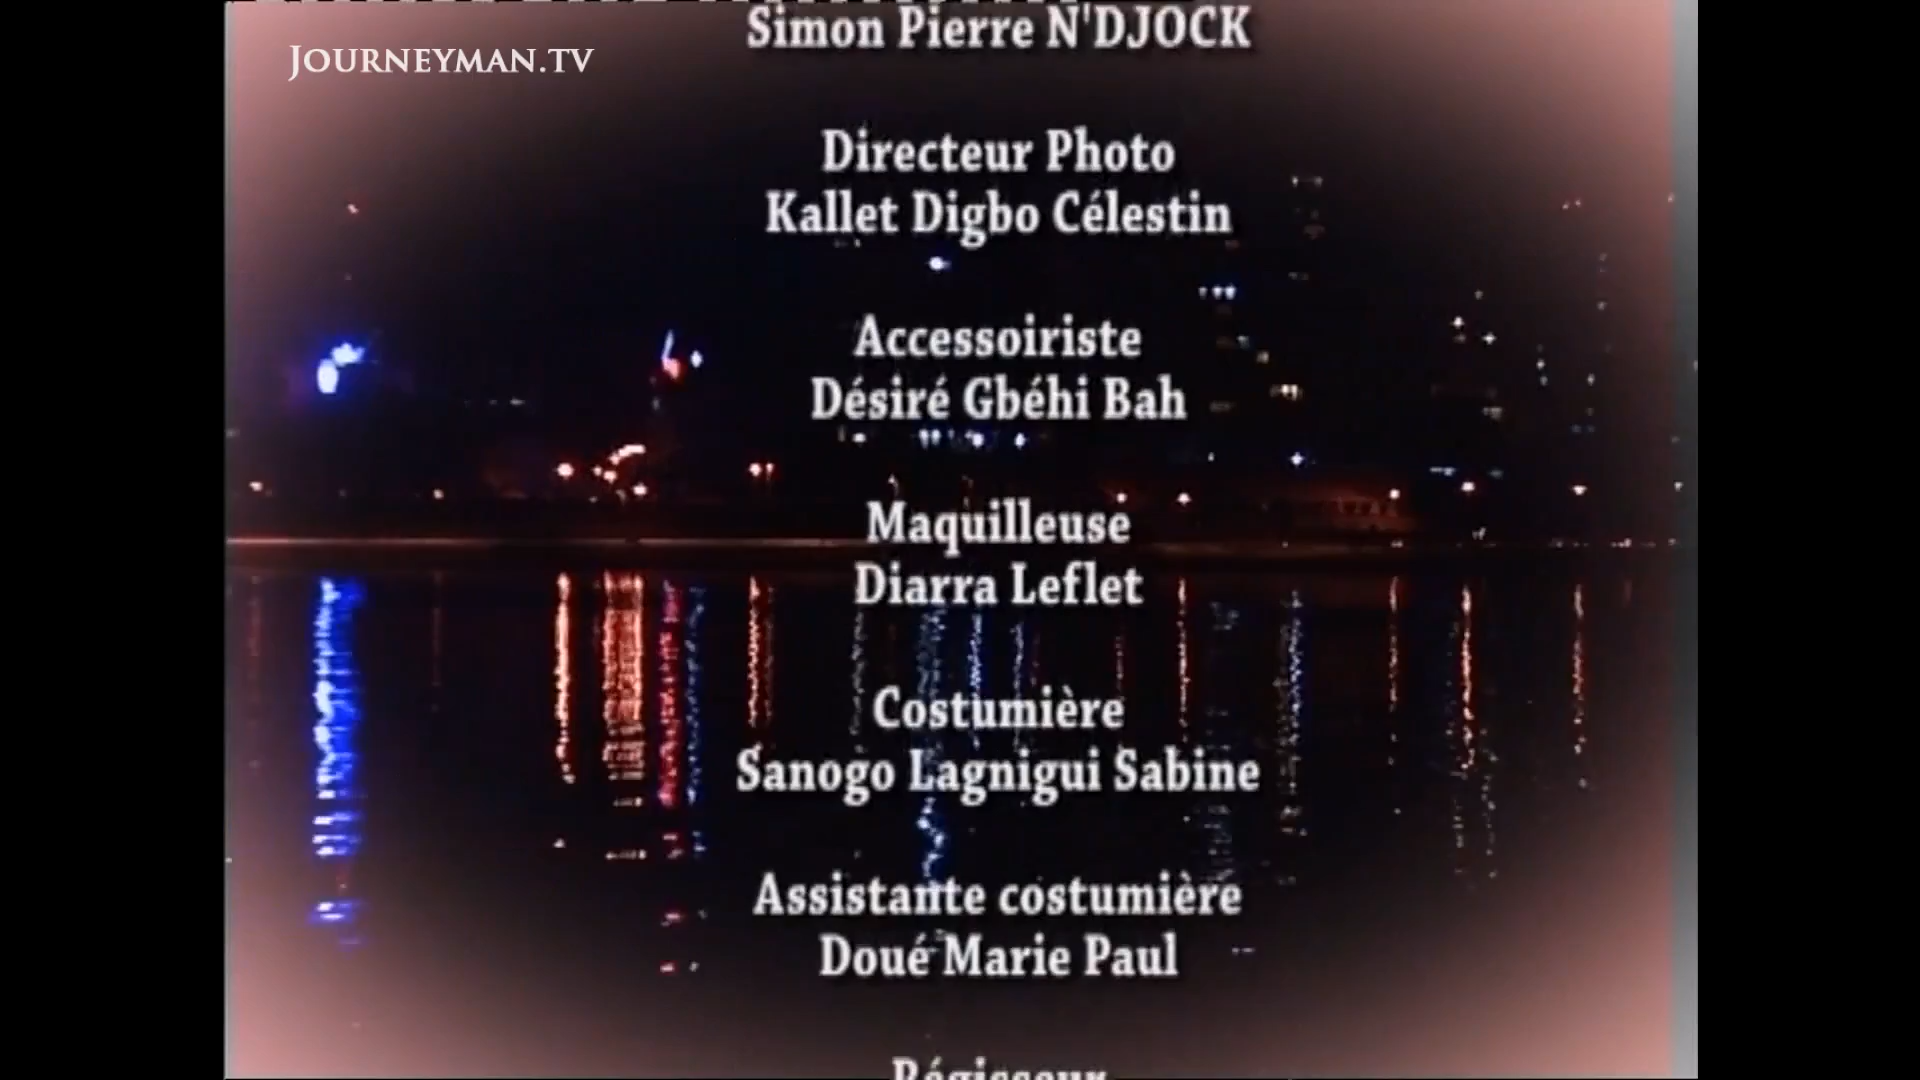 Simon Pierre N'DJOCK
JOURNEYMAN.TV
Directeur Photo
Kallet Digbo Célestin
Accessoiriste
Désiré Gbéhi Bah
Maquilleuse
Diarra Leflet
Costumière
Sanogo Lagnigui Sabine
Assistante costumière
Doué Marie Paul
Régisseur